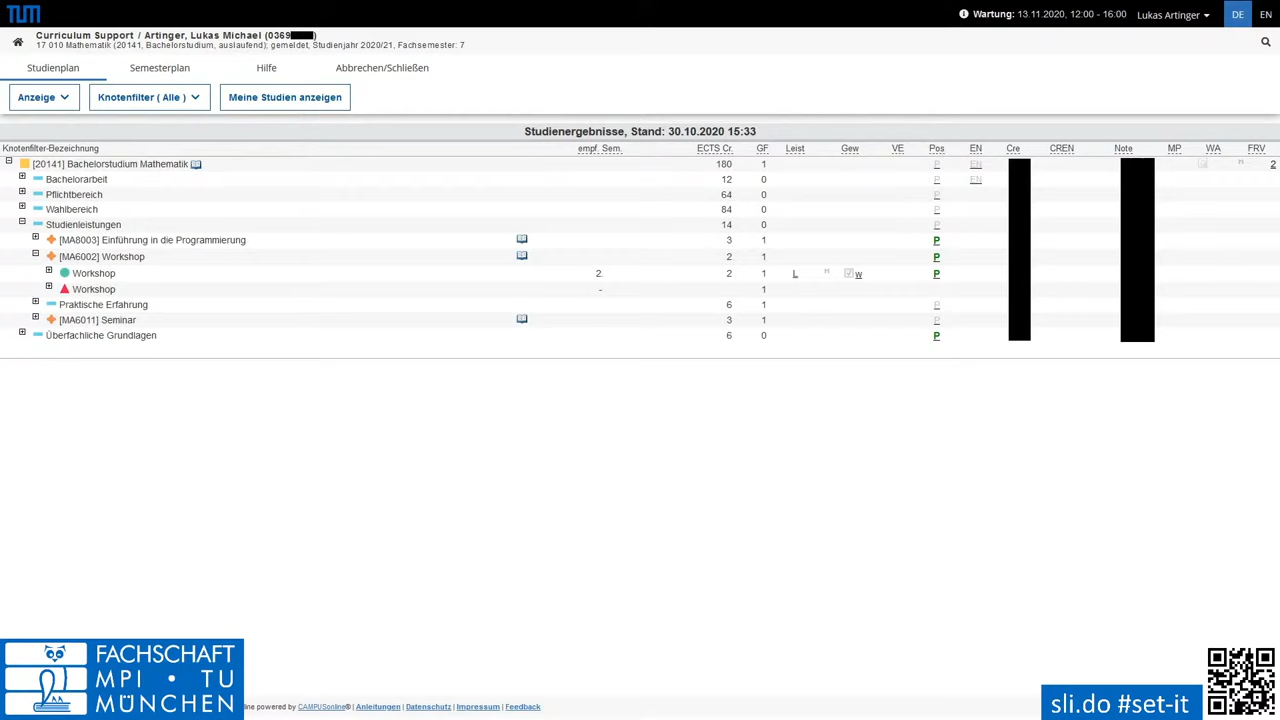 TUM
Wartung: 13.11.2020, 12:00 - 16:00 Lukas Artinger DE EN
Curriculum Support / Artinger, Lukas Michael (0369 )
17 010 Mathematik (20141, Bachelorstudium, auslaufend); gemeldet, Studienjahr 2020/21, Fachsemester: 7
Studienplan Semesterplan Hilfe Abbrechen/Schließen
Anzeige Knotenfilter ( Alle ) Meine Studien anzeigen
Studienergebnisse, Stand: 30.10.2020 15:33
Knotenfilter-Bezeichnung empf. Sem. ECTS Cr. GF Leist Gew VE Pos EN Cre CREN Note MP WA FRV
[20141] Bachelorstudium Mathematik 180 1 P EN 2
Bachelorarbeit 12 0 P EN
Pflichtbereich 64 0 P
Wahlbereich 84 0 P
Studienleistungen 14 0 P
[MA8003] Einführung in die Programmierung 3 1 P
[MA6002] Workshop 2 1 P
Workshop 2. 2 1 L w P
Workshop - 1
Praktische Erfahrung 6 1 P
[MA6011] Seminar 3 1 P
Überfachliche Grundlagen 6 0 P
FACHSCHAFT
MPI • TU
MÜNCHEN
line powered by CAMPUSonline® | Anleitungen | Datenschutz | Impressum | Feedback
sli.do #set-it